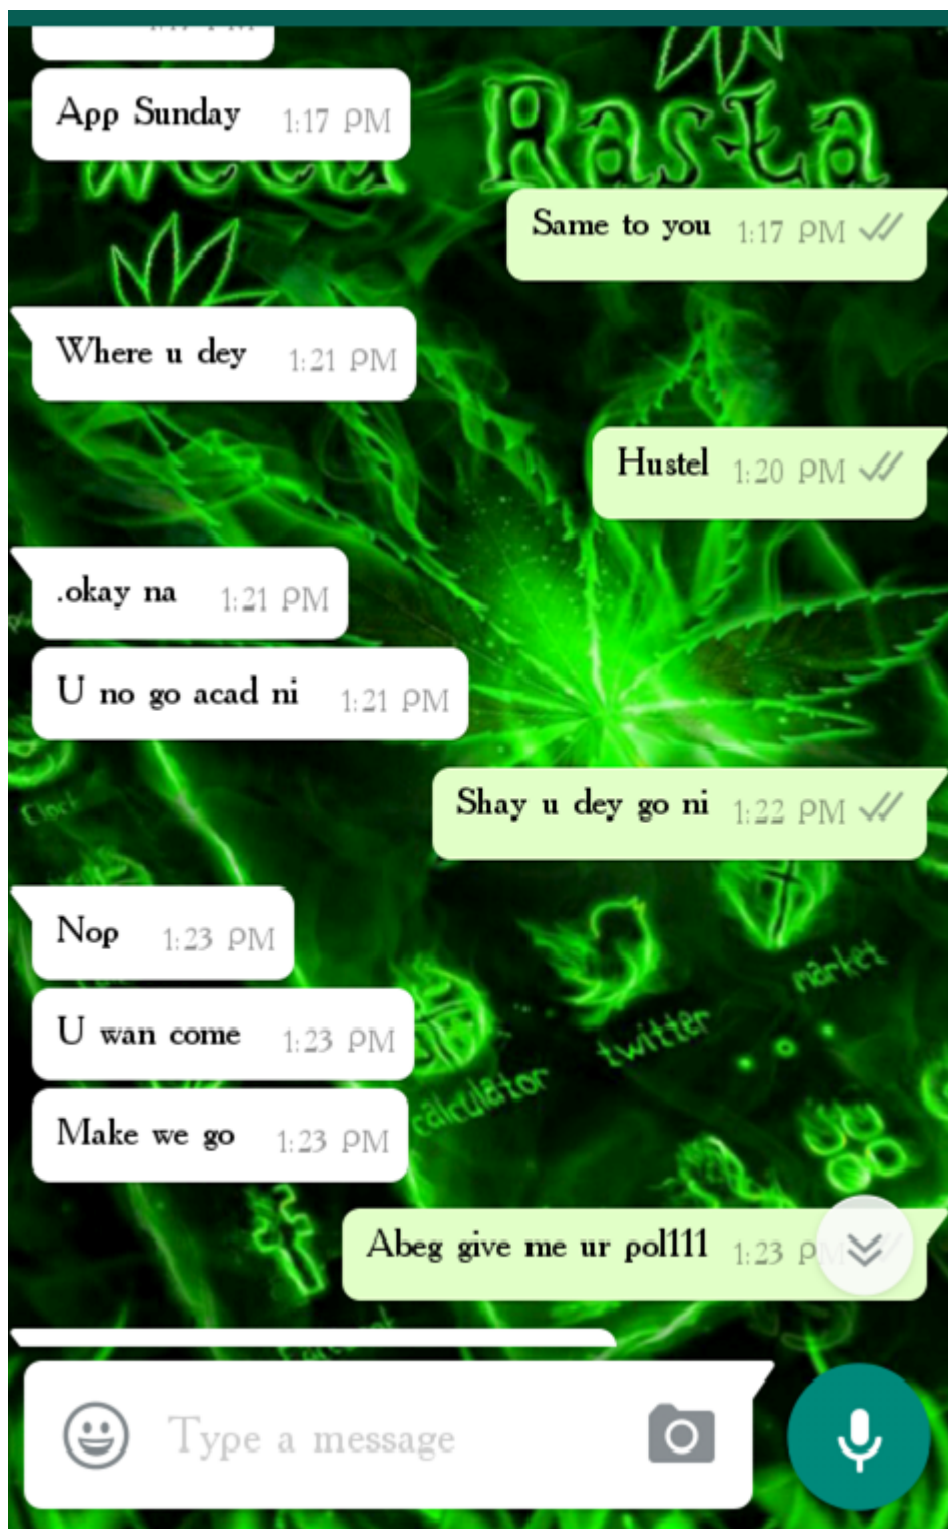 App Sunday 1:17 PM
Weed Rasta
Same to you 1:17 PM
Where u dey 1:21 PM
Hustel 1:20 PM
.okay na 1:21 PM
U no go acad ni 1:21 PM
Shay u dey go ni 1:22 PM
Nop 1:23 PM
U wan come 1:23 PM
market
twitter
calculator
Make we go 1:23 PM
Abeg give me ur pol111 1:23 PM
Type a message